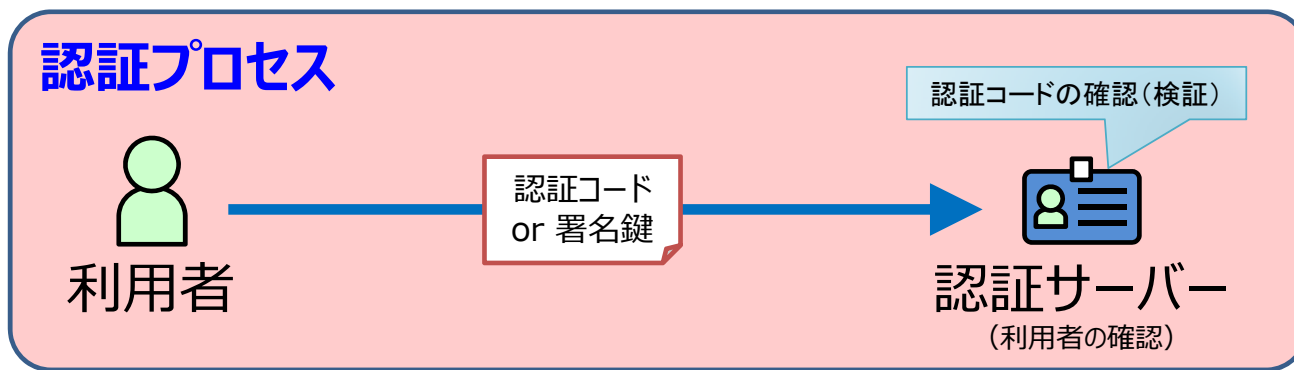 認証プロセス
認証コードの確認（検証）
認証コード
or 署名鍵
利用者
認証サーバー
（利用者の確認）